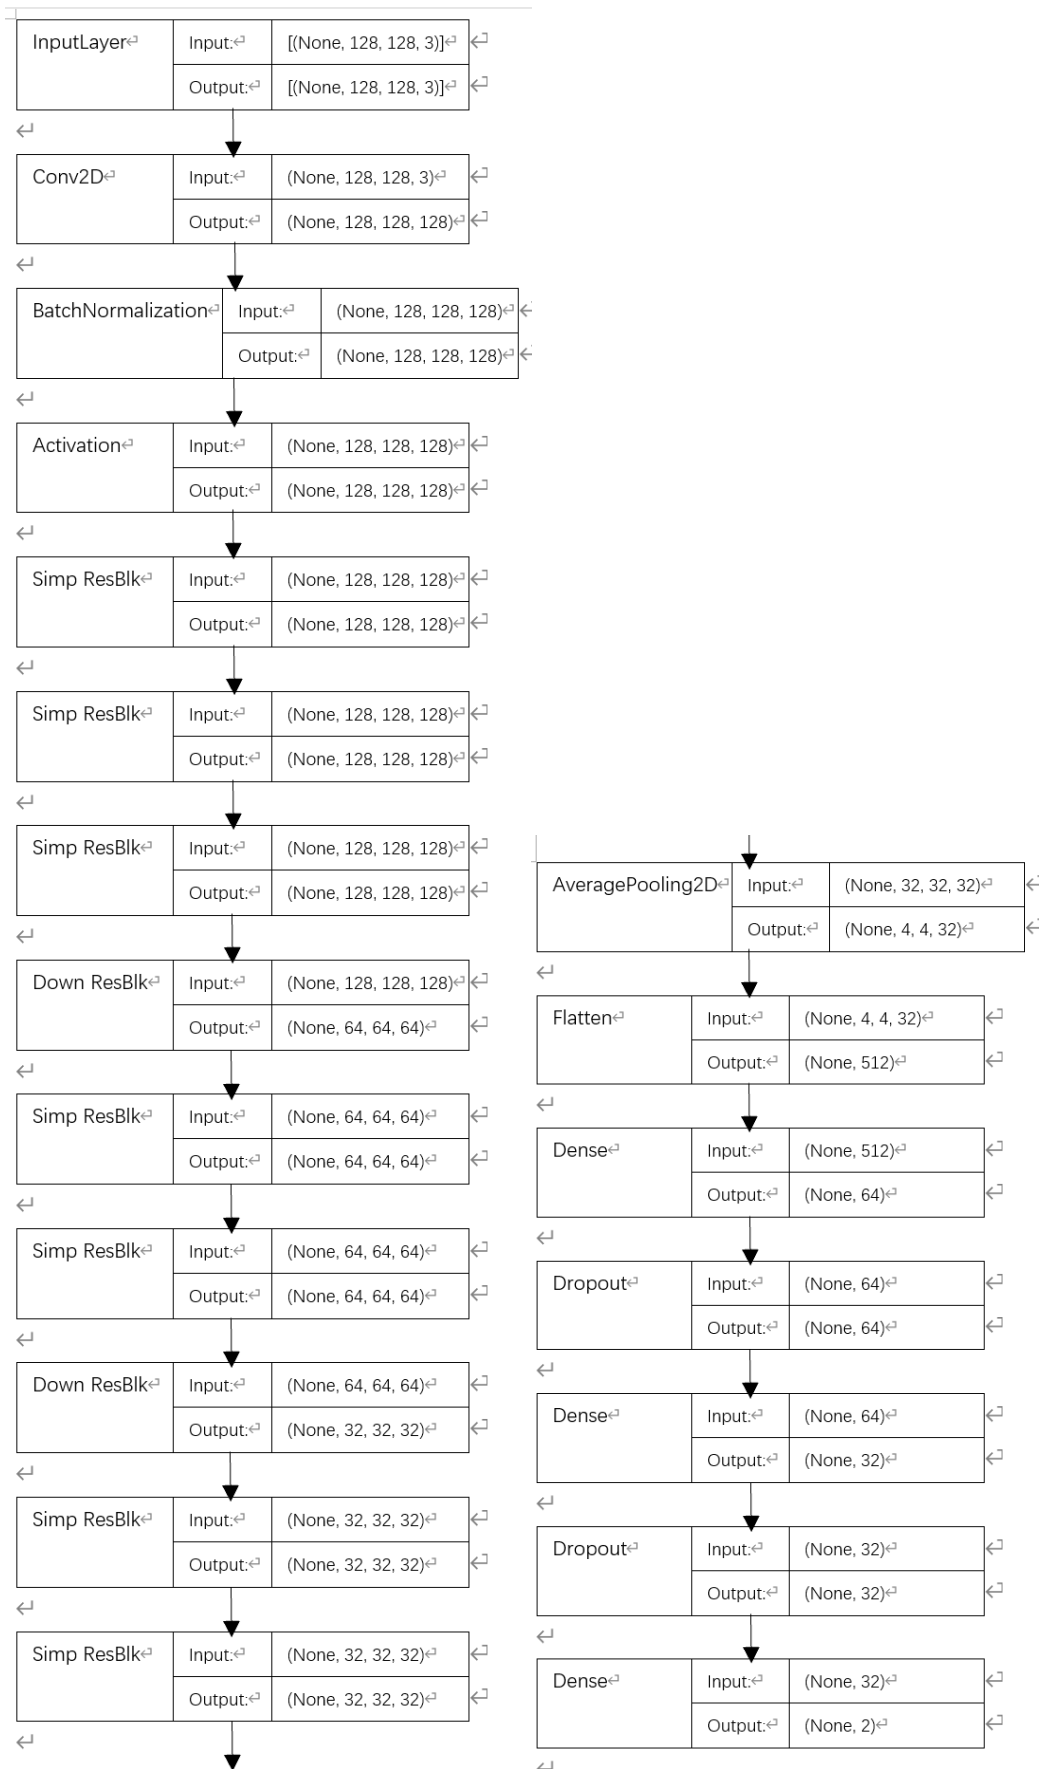 InputLayer Input: [(None, 128, 128, 3)]
Output: [(None, 128, 128, 3)]
Conv2D Input: (None, 128, 128, 3)
Output: (None, 128, 128, 128)
BatchNormalization Input: (None, 128, 128, 128)
Output: (None, 128, 128, 128)
Activation Input: (None, 128, 128, 128)
Output: (None, 128, 128, 128)
Simp ResBlk Input: (None, 128, 128, 128)
Output: (None, 128, 128, 128)
Simp ResBlk Input: (None, 128, 128, 128)
Output: (None, 128, 128, 128)
Simp ResBlk Input: (None, 128, 128, 128)
Output: (None, 128, 128, 128)
Down ResBlk Input: (None, 128, 128, 128)
Output: (None, 64, 64, 64)
Simp ResBlk Input: (None, 64, 64, 64)
Output: (None, 64, 64, 64)
Simp ResBlk Input: (None, 64, 64, 64)
Output: (None, 64, 64, 64)
Down ResBlk Input: (None, 64, 64, 64)
Output: (None, 32, 32, 32)
Simp ResBlk Input: (None, 32, 32, 32)
Output: (None, 32, 32, 32)
Simp ResBlk Input: (None, 32, 32, 32)
Output: (None, 32, 32, 32)
AveragePooling2D Input: (None, 32, 32, 32)
Output: (None, 4, 4, 32)
Flatten Input: (None, 4, 4, 32)
Output: (None, 512)
Dense Input: (None, 512)
Output: (None, 64)
Dropout Input: (None, 64)
Output: (None, 64)
Dense Input: (None, 64)
Output: (None, 32)
Dropout Input: (None, 32)
Output: (None, 32)
Dense Input: (None, 32)
Output: (None, 2)